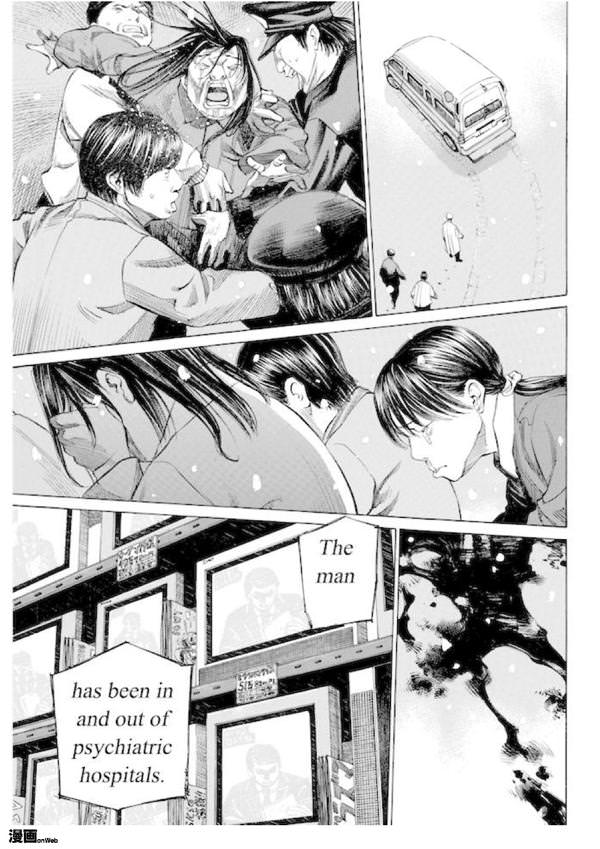 The
man
has been in
and out of
psychiatric
hospitals.
漫画onWeb